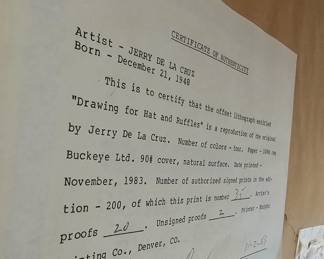 CERTIFICATE OF AUTHENTICITY
Artist - JERRY DE LA CRUZ
Born - December 21, 1948
This is to certify that the offset lithograph entitled
"Drawing for Hat and Ruffles" is a reproduction of the original
by Jerry De La Cruz. Number of colors - two. Paper - 100% rag
Buckeye Ltd. 90# cover, natural surface. Date printed -
November, 1983. Number of authorized signed prints in the edi-
tion - 200, of which this print is number 35. Artist's
proofs 20. Unsigned proofs 2. Printer -
Printing Co., Denver, CO.